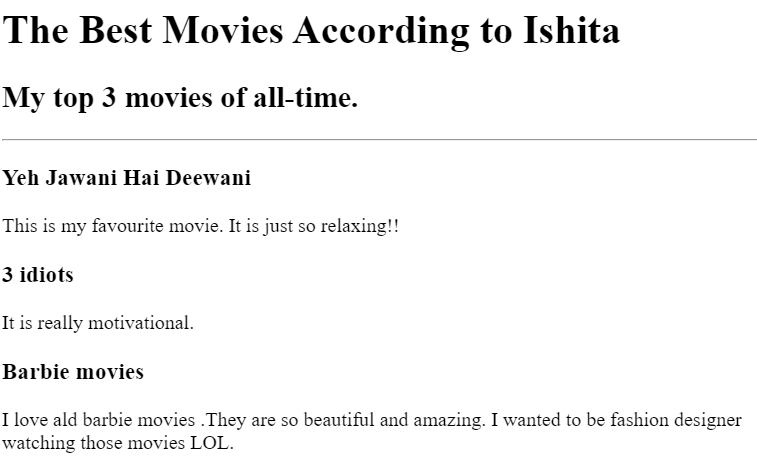 The Best Movies According to Ishita
My top 3 movies of all-time.
Yeh Jawani Hai Deewani
This is my favourite movie. It is just so relaxing!!
3 idiots
It is really motivational.
Barbie movies
I love ald barbie movies .They are so beautiful and amazing. I wanted to be fashion designer
watching those movies LOL.